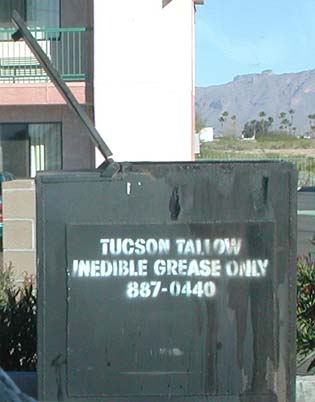 TUCSON TALLOW
INEDIBLE GREASE ONLY
887-0440